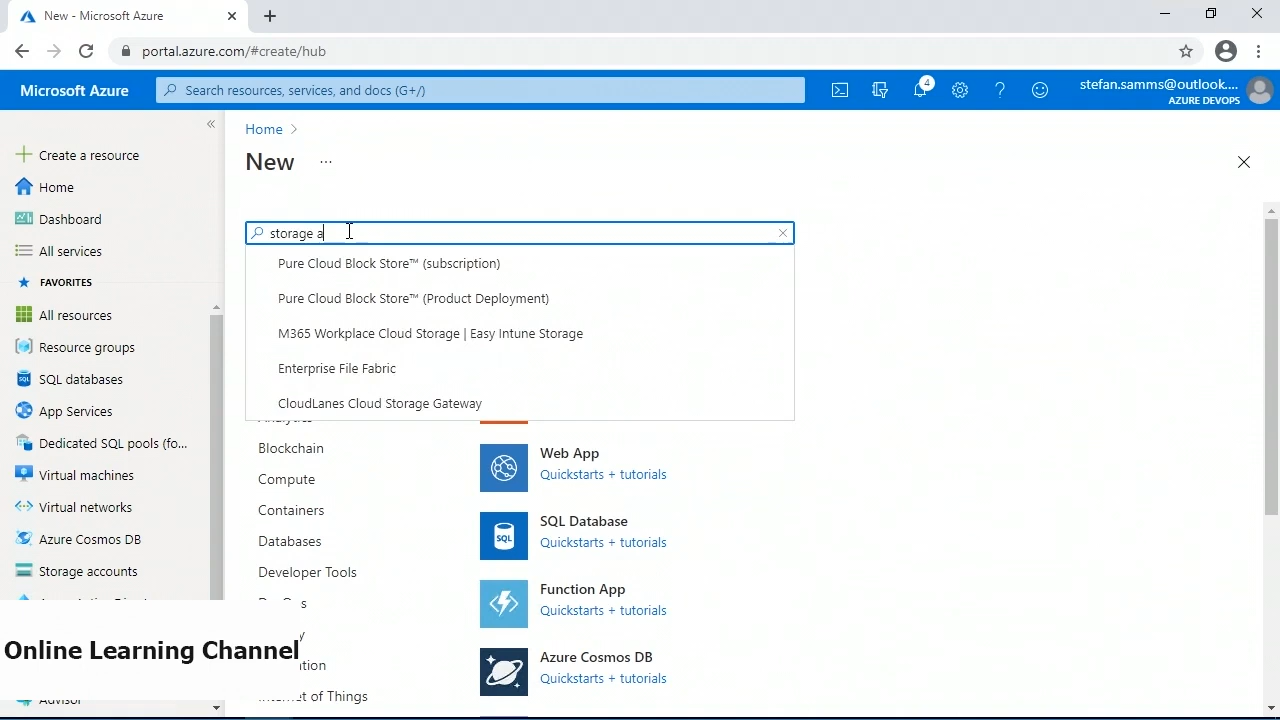 New - Microsoft Azure
portal.azure.com/#create/hub
Microsoft Azure
Search resources, services, and docs (G+/)
4
stefan.samms@outlook....
AZURE DEVOPS
Create a resource
Home
Dashboard
All services
FAVORITES
All resources
Resource groups
SQL databases
App Services
Dedicated SQL pools (fo...
Virtual machines
Virtual networks
Azure Cosmos DB
Storage accounts
Online Learning Channel
Advisor
Home
New
storage a
Pure Cloud Block Store™ (subscription)
Pure Cloud Block Store™ (Product Deployment)
M365 Workplace Cloud Storage | Easy Intune Storage
Enterprise File Fabric
CloudLanes Cloud Storage Gateway
Analytics
Blockchain
Compute
Containers
Databases
Developer Tools
Internet of Things
Web App
Quickstarts + tutorials
SQL
SQL Database
Quickstarts + tutorials
Function App
Quickstarts + tutorials
Azure Cosmos DB
Quickstarts + tutorials